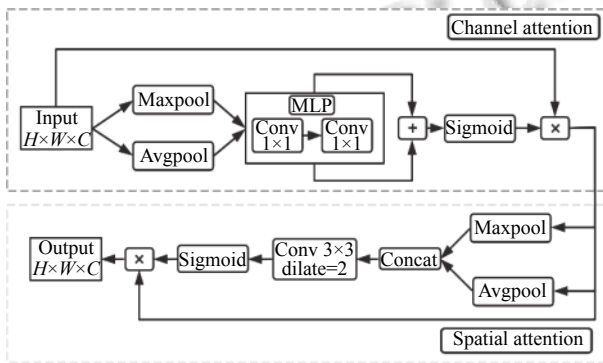 Channel attention
Input
H×W×C
Maxpool
Avgpool
MLP
Conv
1×1
Conv
1×1
+
Sigmoid
×
Output
H×W×C
×
Sigmoid
Conv 3×3
dilate=2
Concat
Maxpool
Avgpool
Spatial attention